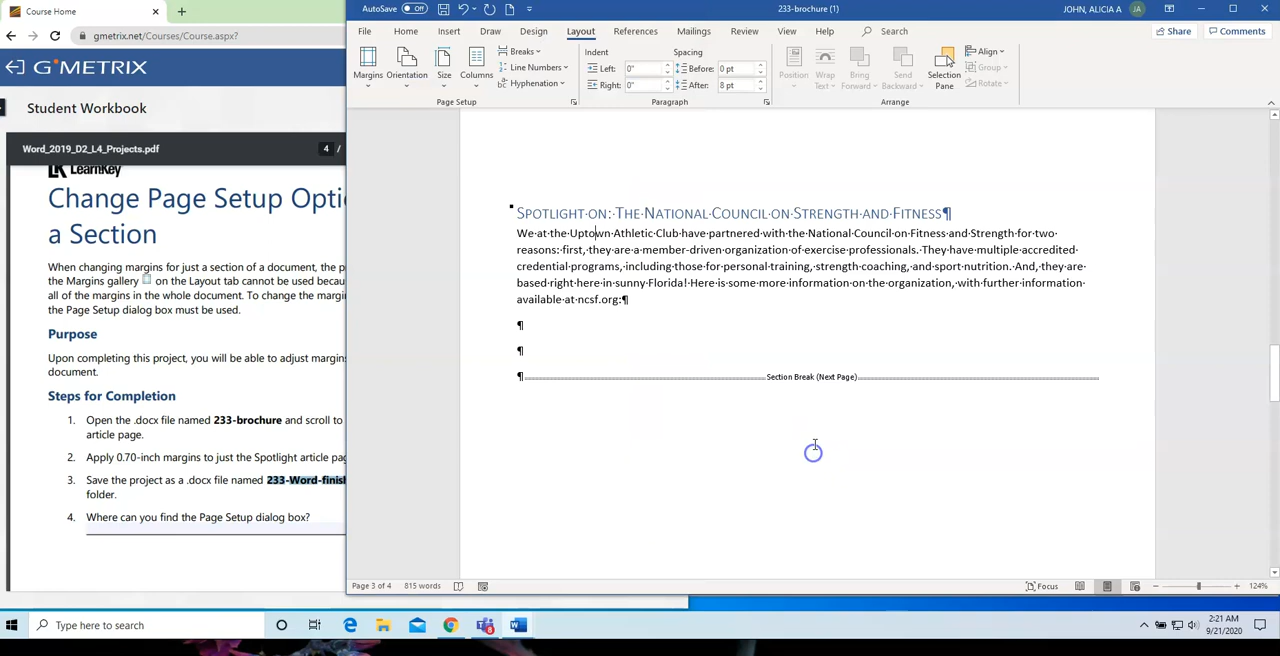 Course Home
gmetrix.net/Courses/Course.aspx?
GMETRIX
Student Workbook
Word_2019_D2_L4_Projects.pdf
4 /
LearnKey
Change Page Setup Opti
a Section
When changing margins for just a section of a document, the p
the Margins gallery on the Layout tab cannot be used becau
all of the margins in the whole document. To change the margi
the Page Setup dialog box must be used.
Purpose
Upon completing this project, you will be able to adjust margins
document.
Steps for Completion
1. Open the .docx file named 233-brochure and scroll to
article page.
2. Apply 0.70-inch margins to just the Spotlight article pag
3. Save the project as a .docx file named 233-Word-finish
folder.
4. Where can you find the Page Setup dialog box?
AutoSave Off
233-brochure (1)
JOHN, ALICIA A JA
File Home Insert Draw Design Layout References Mailings Review View Help Search
Share Comments
Margins Orientation Size Columns
Breaks
Line Numbers
Hyphenation
Page Setup
Indent Spacing
Left: 0" Before: 0 pt
Right: 0" After: 8 pt
Paragraph
Position Wrap Text Bring Forward Send Backward Selection Pane
Align
Group
Rotate
Arrange
SPOTLIGHT·ON:·THE·NATIONAL·COUNCIL·ON·STRENGTH·AND·FITNESS¶
We·at·the·Uptown·Athletic·Club·have·partnered·with·the·National·Council·on·Fitness·and·Strength·for·two·
reasons:·first,·they·are·a·member-driven·organization·of·exercise·professionals.·They·have·multiple·accredited·
credential·programs,·including·those·for·personal·training,·strength·coaching,·and·sport·nutrition.·And,·they·are·
based·right·here·in·sunny·Florida!·Here·is·some·more·information·on·the·organization,·with·further·information·
available·at·ncsf.org:¶
¶
¶
¶ Section Break (Next Page)
Page 3 of 4 815 words
Focus
124%
Type here to search
2:21 AM
9/21/2020